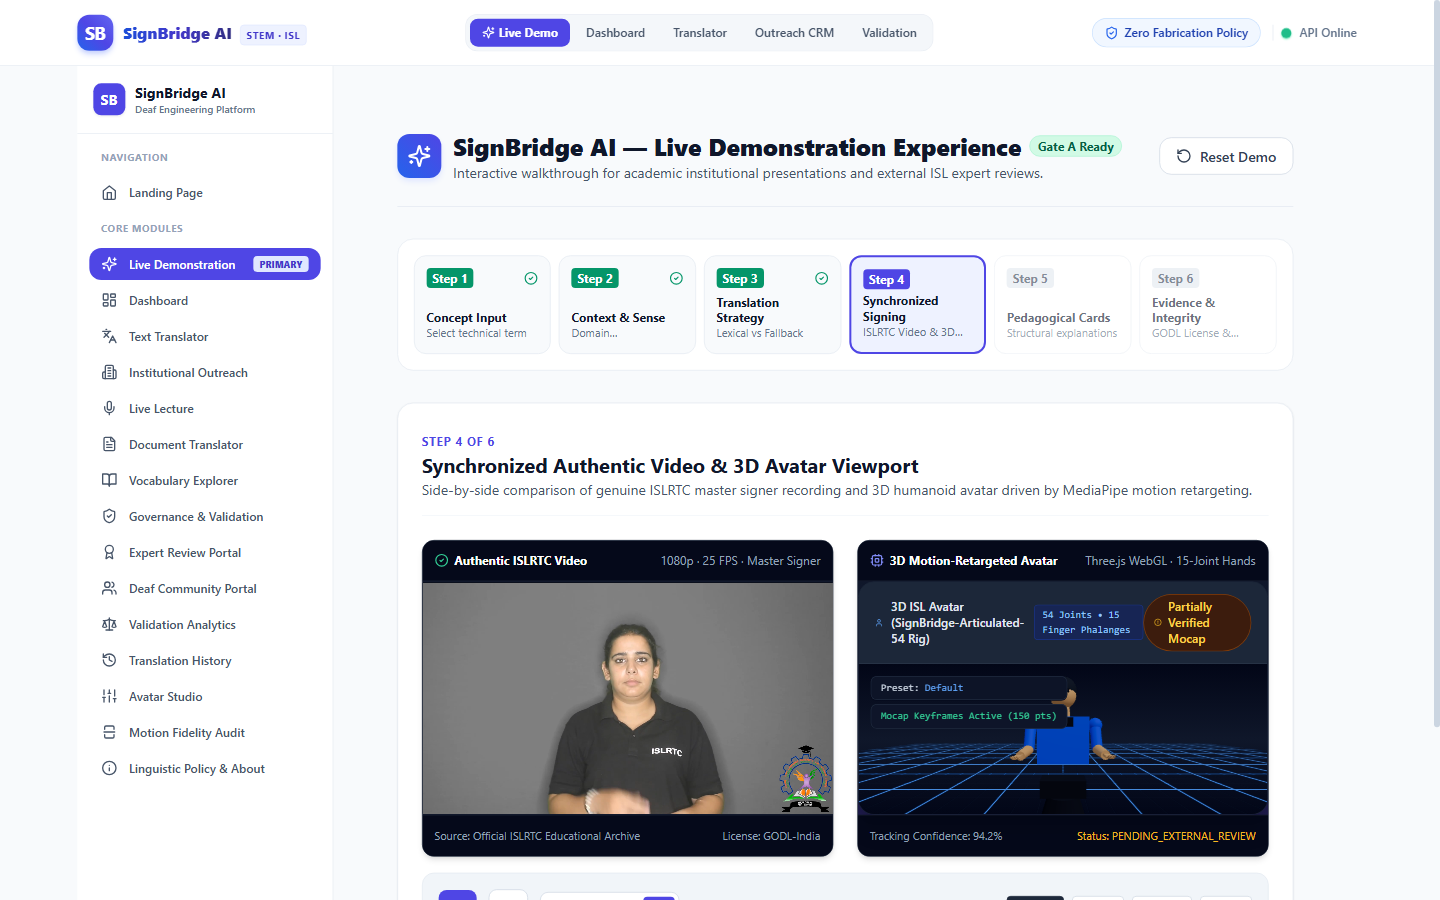 SB SignBridge AI STEM · ISL
Live Demo Dashboard Translator Outreach CRM Validation
Zero Fabrication Policy API Online
SB SignBridge AI
Deaf Engineering Platform
NAVIGATION
Landing Page
CORE MODULES
Live Demonstration PRIMARY
Dashboard
Text Translator
Institutional Outreach
Live Lecture
Document Translator
Vocabulary Explorer
Governance & Validation
Expert Review Portal
Deaf Community Portal
Validation Analytics
Translation History
Avatar Studio
Motion Fidelity Audit
Linguistic Policy & About
SignBridge AI — Live Demonstration Experience Gate A Ready
Interactive walkthrough for academic institutional presentations and external ISL expert reviews.
Reset Demo
Step 1
Concept Input
Select technical term
Step 2
Context & Sense
Domain...
Step 3
Translation
Strategy
Lexical vs Fallback
Step 4
Synchronized
Signing
ISLRTC Video & 3D...
Step 5
Pedagogical Cards
Structural explanations
Step 6
Evidence &
Integrity
GODL License &...
STEP 4 OF 6
Synchronized Authentic Video & 3D Avatar Viewport
Side-by-side comparison of genuine ISLRTC master signer recording and 3D humanoid avatar driven by MediaPipe motion retargeting.
Authentic ISLRTC Video 1080p · 25 FPS · Master Signer
ISLRTC
Source: Official ISLRTC Educational Archive License: GODL-India
3D Motion-Retargeted Avatar Three.js WebGL · 15-Joint Hands
3D ISL Avatar
(SignBridge-Articulated-
54 Rig)
54 Joints • 15
Finger Phalanges
Partially
Verified
Mocap
Preset: Default
Mocap Keyframes Active (150 pts)
Tracking Confidence: 94.2% Status: PENDING_EXTERNAL_REVIEW